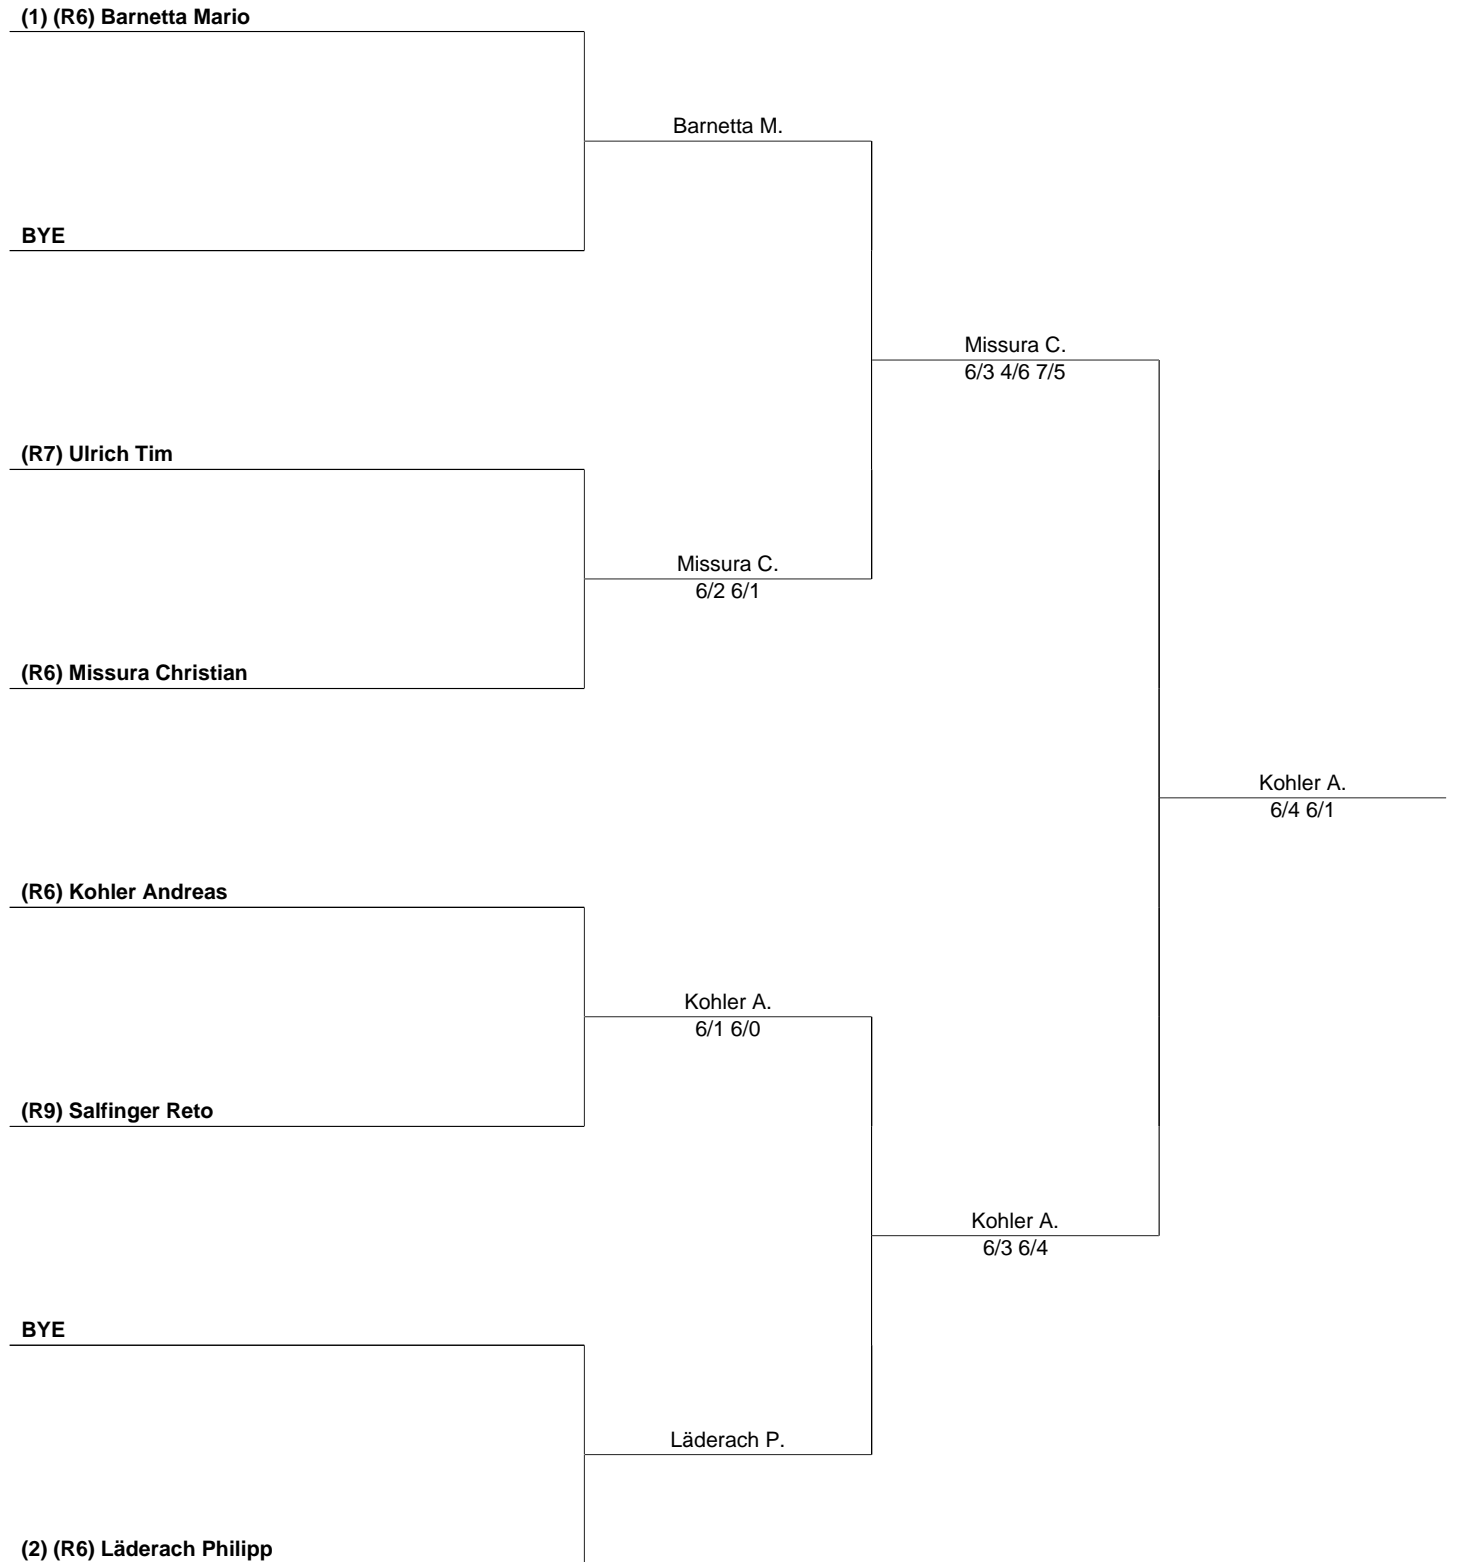 (1) (R6) Barnetta Mario
Barnetta M.
BYE
Missura C.
6/3 4/6 7/5
(R7) Ulrich Tim
Missura C.
6/2 6/1
(R6) Missura Christian
Kohler A.
6/4 6/1
(R6) Kohler Andreas
Kohler A.
6/1 6/0
(R9) Salfinger Reto
Kohler A.
6/3 6/4
BYE
Läderach P.
(2) (R6) Läderach Philipp